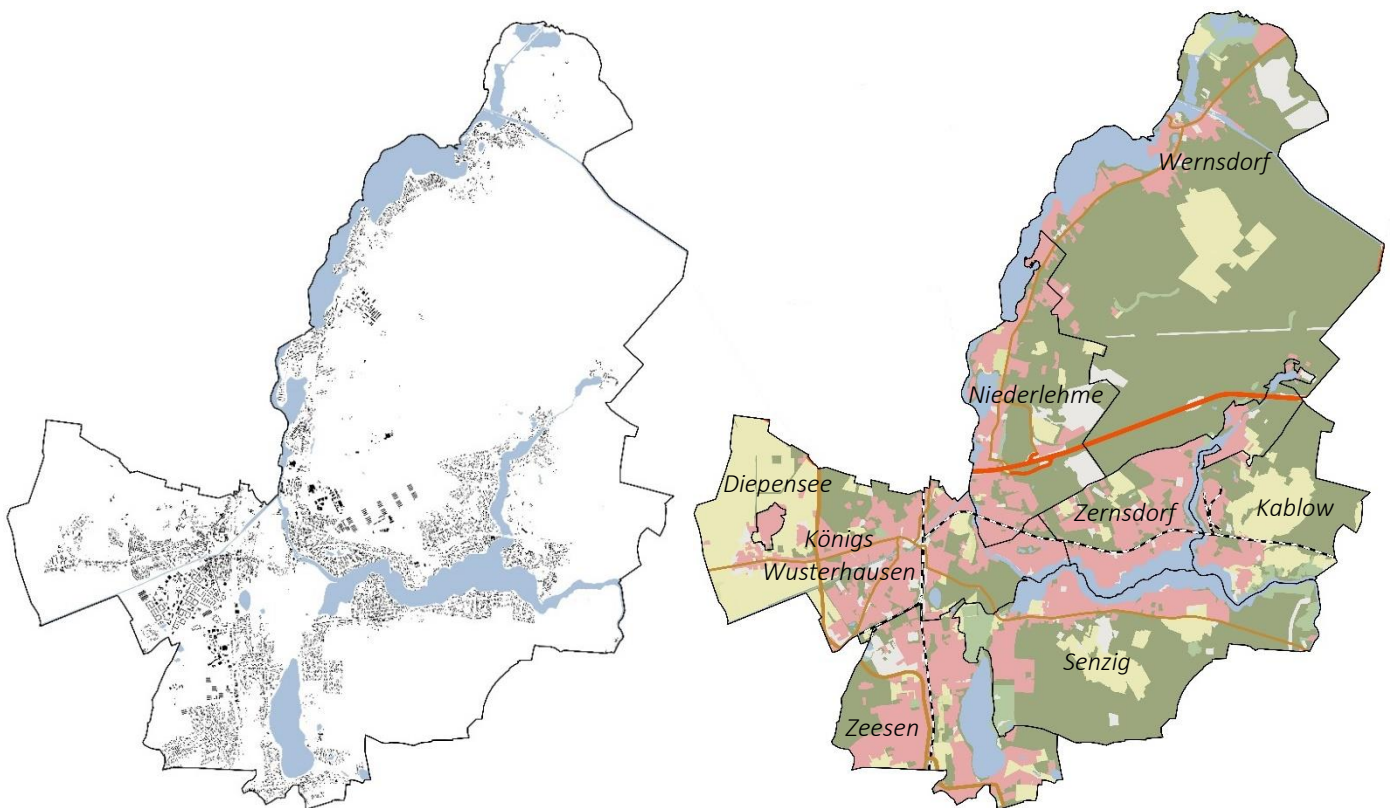 Wernsdorf
Niederlehme
Diepensee
Zernsdorf
Kablow
Königs
Wusterhausen
Senzig
Zeesen